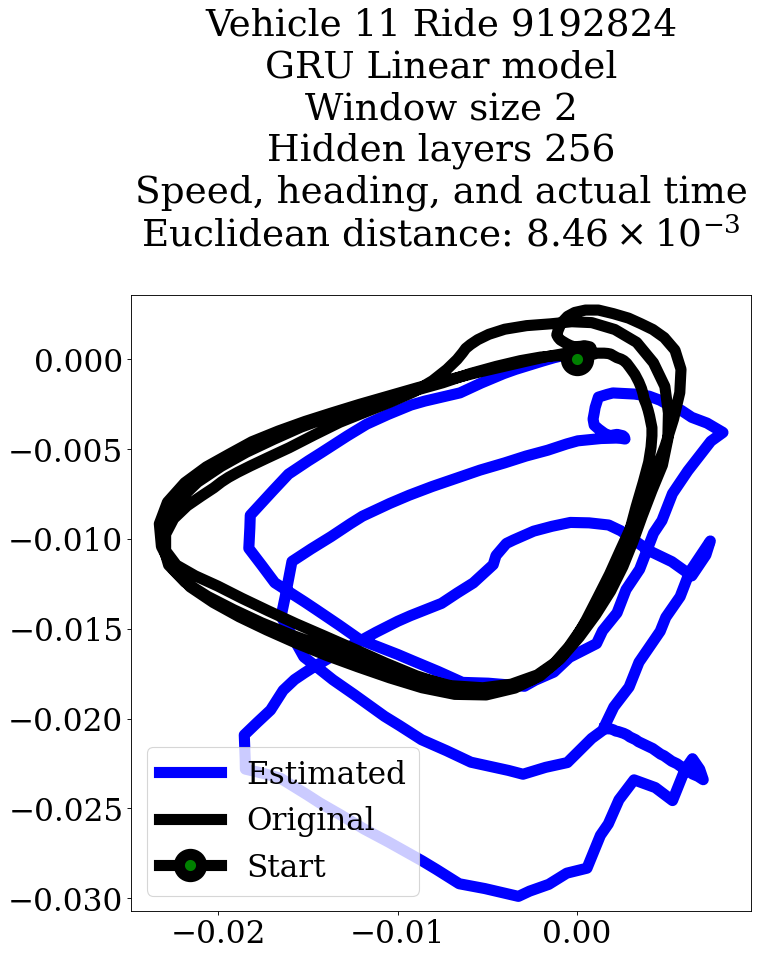 Vehicle 11 Ride 9192824
GRU Linear model
Window size 2
Hidden layers 256
Speed, heading, and actual time
Euclidean distance: 8.46 × 10⁻³
0.000
−0.005
−0.010
−0.015
−0.020
−0.025
−0.030
Estimated
Original
Start
−0.02
−0.01
0.00